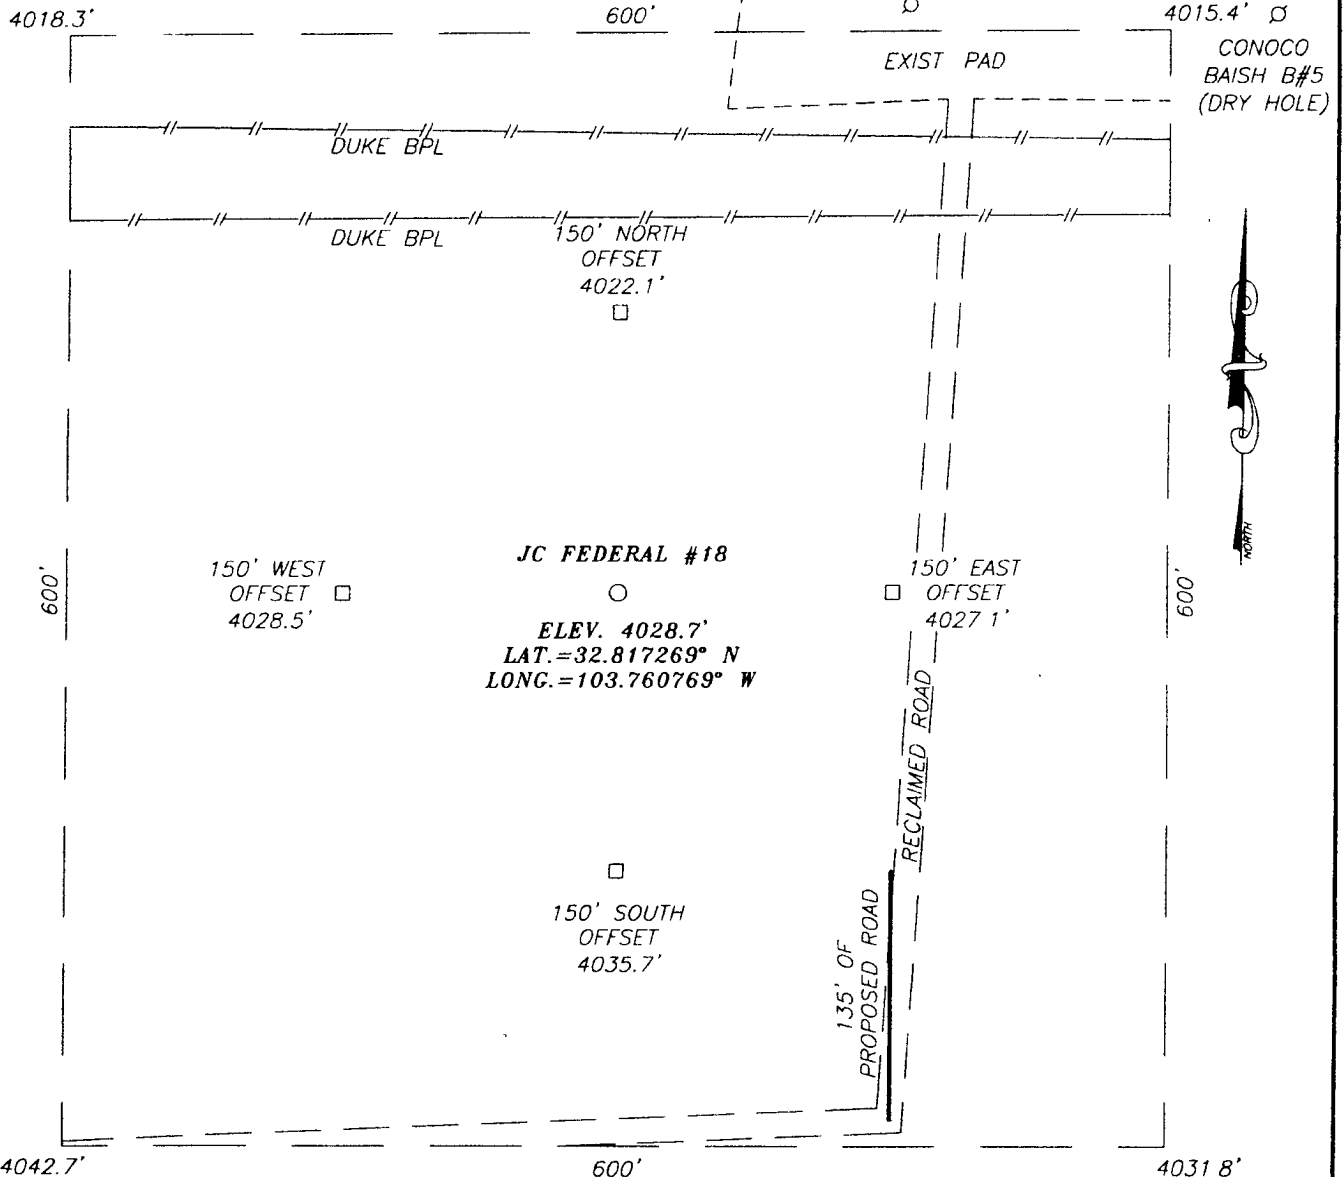 4018.3' 600' 4015.4'
CONOCO
BAISH B#5
(DRY HOLE)
EXIST PAD
DUKE BPL
DUKE BPL
150' NORTH
OFFSET
4022.1'
NORTH
JC FEDERAL #18
150' WEST
OFFSET
4028.5'
150' EAST
OFFSET
4027 1'
600'
600'
ELEV. 4028.7'
LAT.=32.817269° N
LONG.=103.760769° W
RECLAIMED ROAD
150' SOUTH
OFFSET
4035.7'
135' OF
PROPOSED ROAD
4042.7' 600' 4031 8'